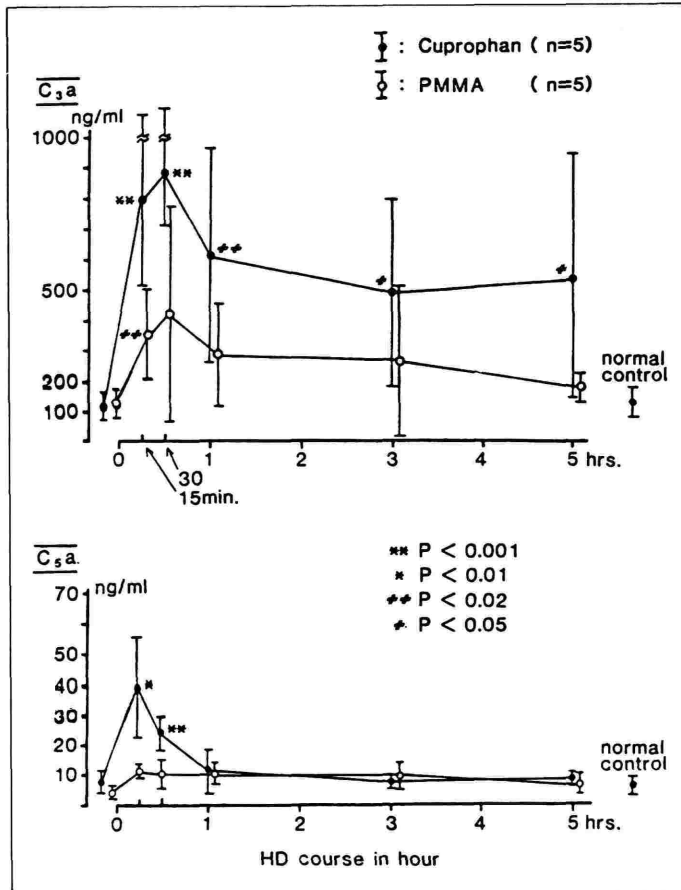 : Cuprophan ( n=5)
: PMMA ( n=5)
C₃a
ng/ml
1000
500
200
100
** 
**
⌿⌿
⌿⌿
⌿
⌿
normal
control
0 1 2 3 4 5 hrs.
30
15min.
C₅a
ng/ml
** P < 0.001
* P < 0.01
⌿⌿ P < 0.02
⌿ P < 0.05
70
50
40
30
20
10
*
**
normal
control
0 1 2 3 4 5 hrs.
HD course in hour